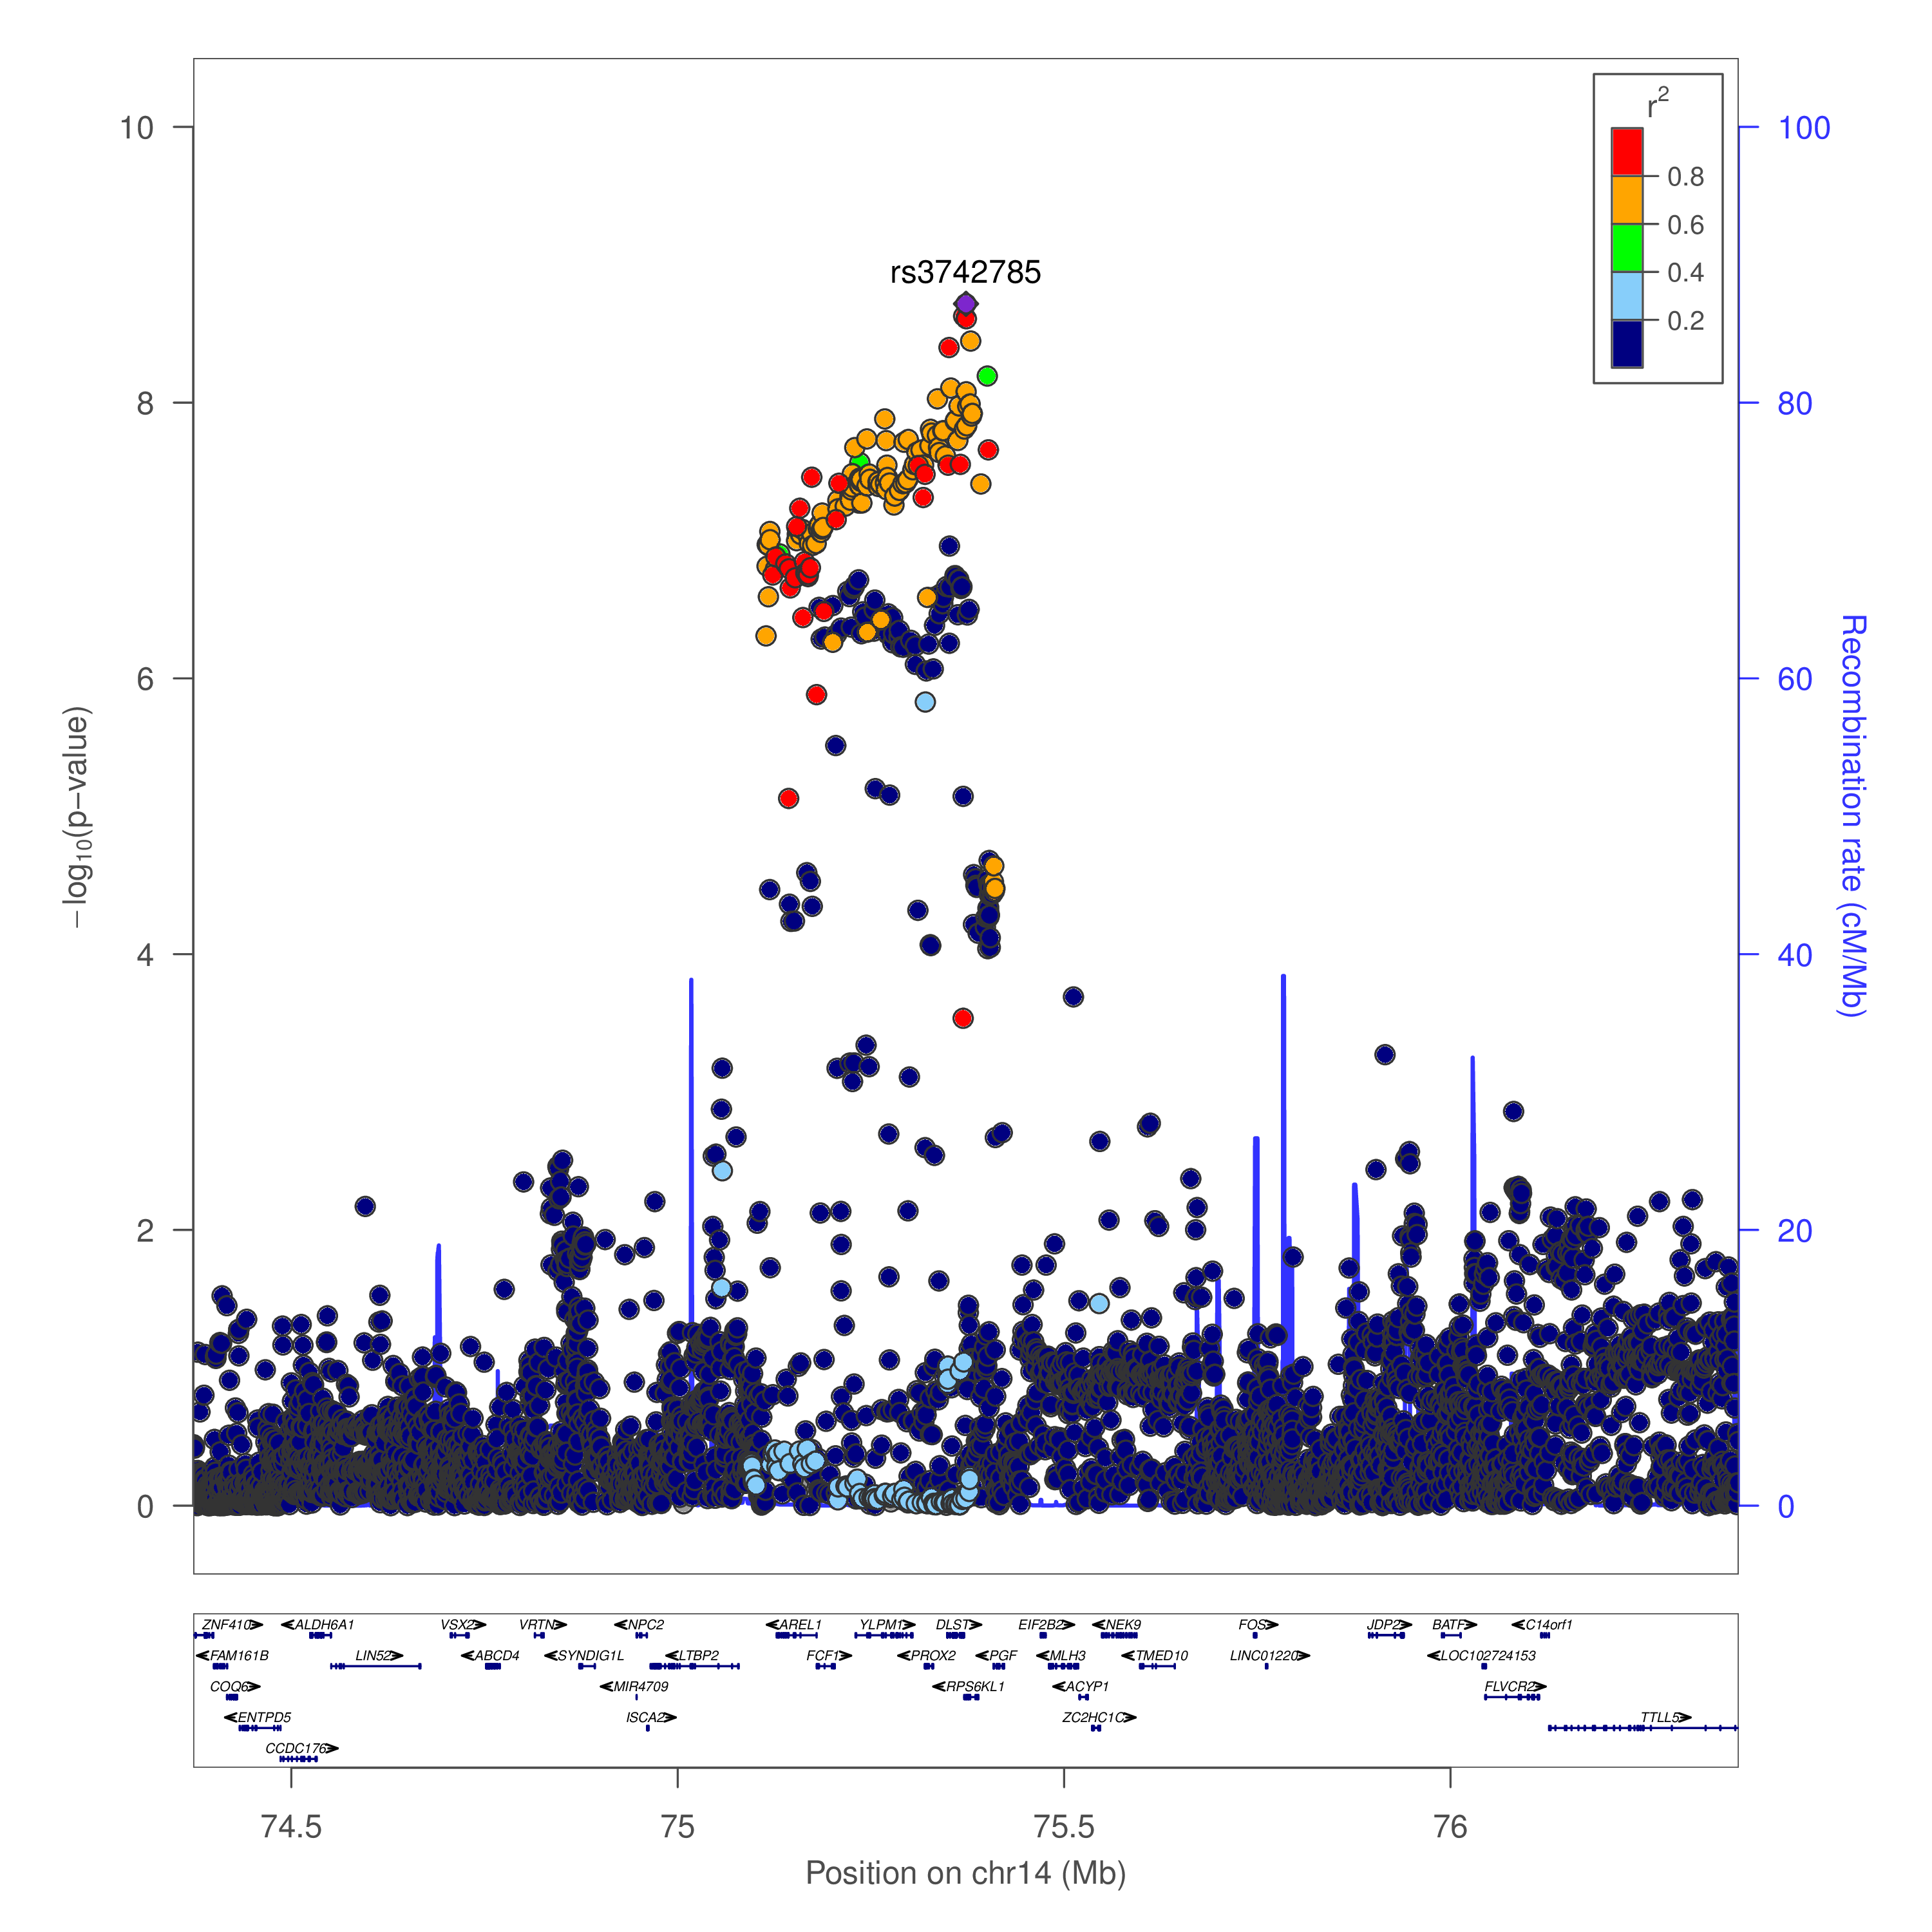 r2
0.8
0.6
0.4
0.2
rs3742785
10
8
6
4
2
0
−log10(p−value)
100
80
60
40
20
0
Recombination rate (cM/Mb)
ZNF410 ALDH6A1 VSX2 VRTN NPC2 AREL1 YLPM1 DLST EIF2B2 NEK9 FOS JDP2 BATF C14orf1
FAM161B LIN52 ABCD4 SYNDIG1L LTBP2 FCF1 PROX2 PGF MLH3 TMED10 LINC01220 LOC102724153
COQ6 MIR4709 RPS6KL1 ACYP1 FLVCR2
ENTPD5 ISCA2 ZC2HC1C TTLL5
CCDC176
74.5 75 75.5 76
Position on chr14 (Mb)